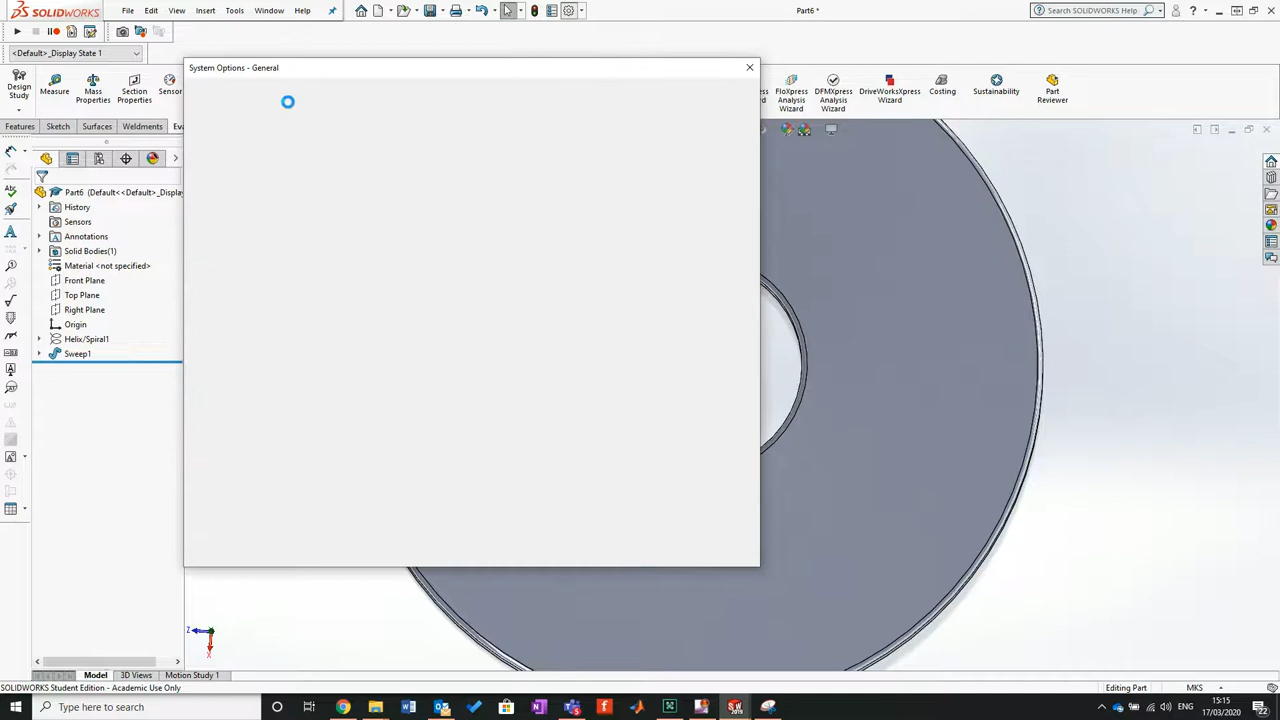 SOLIDWORKS File Edit View Insert Tools Window Help Part6 * Search SOLIDWORKS Help
<Default>_Display State 1
Design Study
Measure
Mass Properties
Section Properties
Sensor
FloXpress Analysis Wizard
DFMXpress Analysis Wizard
DriveWorksXpress Wizard
Costing
Sustainability
Part Reviewer
Features Sketch Surfaces Weldments Eva
System Options - General
Part6 (Default<<Default>_Display
History
Sensors
Annotations
Solid Bodies(1)
Material <not specified>
Front Plane
Top Plane
Right Plane
Origin
Helix/Spiral1
Sweep1
Z
X
Model 3D Views Motion Study 1
SOLIDWORKS Student Edition - Academic Use Only Editing Part MKS
Type here to search ENG 15:15
17/03/2020